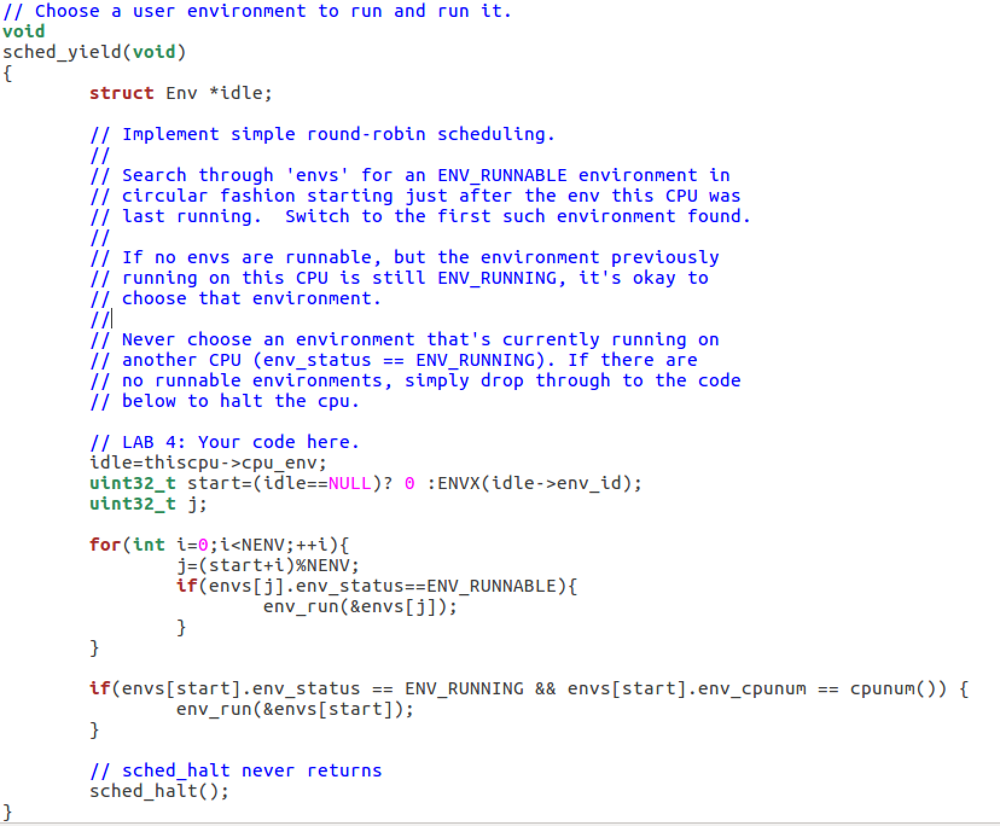 // Choose a user environment to run and run it.
void
sched_yield(void)
{
        struct Env *idle;

        // Implement simple round-robin scheduling.
        //
        // Search through 'envs' for an ENV_RUNNABLE environment in
        // circular fashion starting just after the env this CPU was
        // last running.  Switch to the first such environment found.
        //
        // If no envs are runnable, but the environment previously
        // running on this CPU is still ENV_RUNNING, it's okay to
        // choose that environment.
        //
        // Never choose an environment that's currently running on
        // another CPU (env_status == ENV_RUNNING). If there are
        // no runnable environments, simply drop through to the code
        // below to halt the cpu.

        // LAB 4: Your code here.
        idle=thiscpu->cpu_env;
        uint32_t start=(idle==NULL)? 0 :ENVX(idle->env_id);
        uint32_t j;

        for(int i=0;i<NENV;++i){
                j=(start+i)%NENV;
                if(envs[j].env_status==ENV_RUNNABLE){
                        env_run(&envs[j]);
                }
        }

        if(envs[start].env_status == ENV_RUNNING && envs[start].env_cpunum == cpunum()) {
                env_run(&envs[start]);
        }

        // sched_halt never returns
        sched_halt();
}